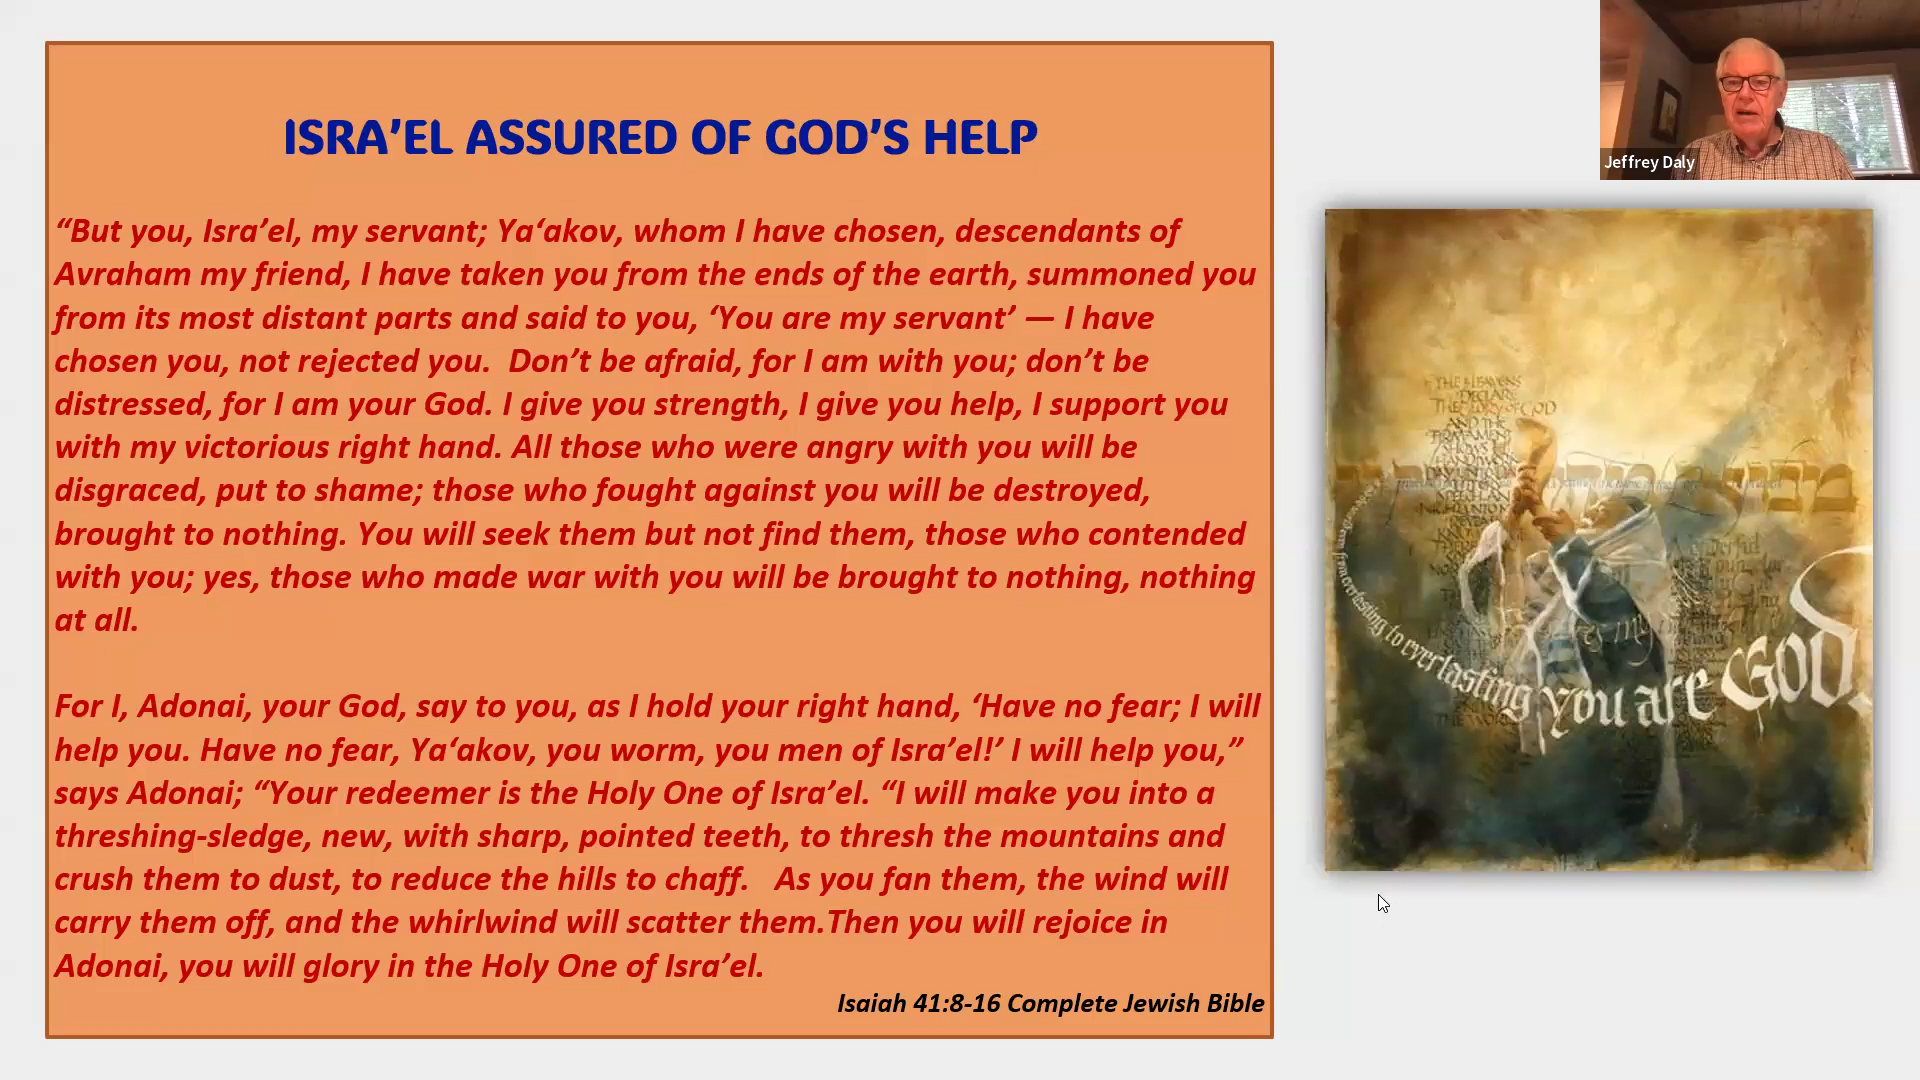 ISRA’EL ASSURED OF GOD’S HELP
“But you, Isra’el, my servant; Ya‘akov, whom I have chosen, descendants of
Avraham my friend, I have taken you from the ends of the earth, summoned you
from its most distant parts and said to you, ‘You are my servant’ — I have
chosen you, not rejected you.  Don’t be afraid, for I am with you; don’t be
distressed, for I am your God. I give you strength, I give you help, I support you
with my victorious right hand. All those who were angry with you will be
disgraced, put to shame; those who fought against you will be destroyed,
brought to nothing. You will seek them but not find them, those who contended
with you; yes, those who made war with you will be brought to nothing, nothing
at all.
For I, Adonai, your God, say to you, as I hold your right hand, ‘Have no fear; I will
help you. Have no fear, Ya‘akov, you worm, you men of Isra’el!’ I will help you,”
says Adonai; “Your redeemer is the Holy One of Isra’el. “I will make you into a
threshing-sledge, new, with sharp, pointed teeth, to thresh the mountains and
crush them to dust, to reduce the hills to chaff.   As you fan them, the wind will
carry them off, and the whirlwind will scatter them.Then you will rejoice in
Adonai, you will glory in the Holy One of Isra’el.
Isaiah 41:8-16 Complete Jewish Bible
Jeffrey Daly
THE HEAVENS
DECLARE
THE GLORY OF GOD
AND THE
from everlasting to everlasting you are GOD